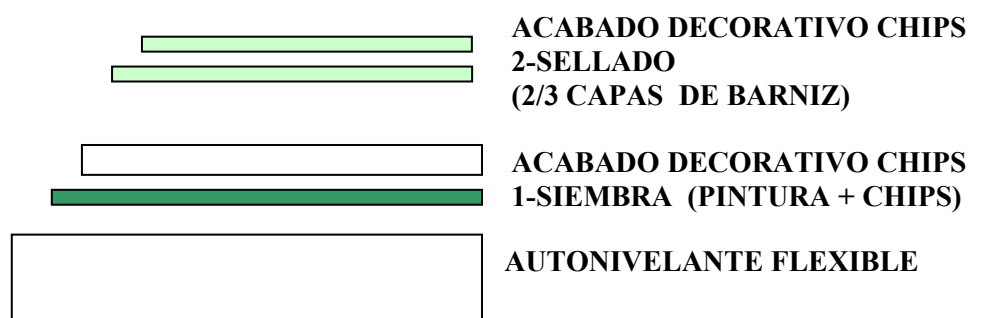 ACABADO DECORATIVO CHIPS
2-SELLADO
(2/3 CAPAS DE BARNIZ)
ACABADO DECORATIVO CHIPS
1-SIEMBRA (PINTURA + CHIPS)
AUTONIVELANTE FLEXIBLE